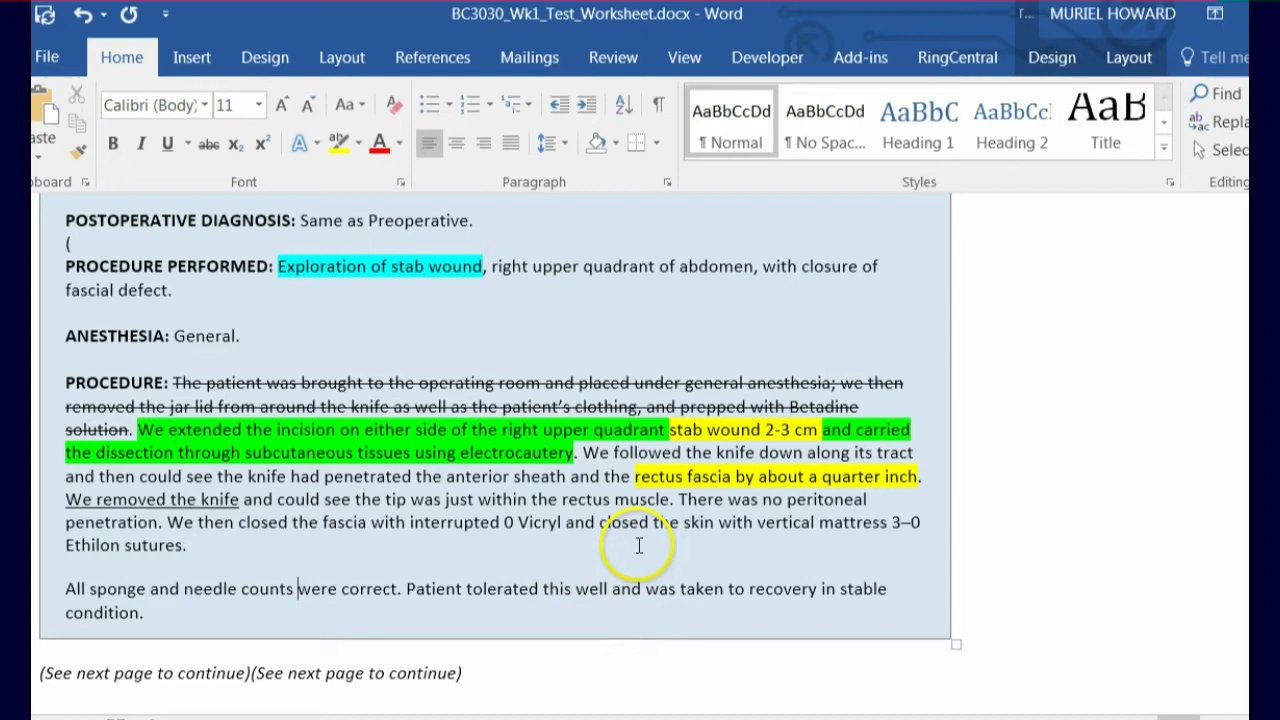 BC3030_Wk1_Test_Worksheet.docx - Word
MURIEL HOWARD
File Home Insert Design Layout References Mailings Review View Developer Add-ins RingCentral Design Layout Tell me
Calibri (Body) 11
AaBbCcDd AaBbCcDd AaBbC AaBbCcI AaB
¶ Normal ¶ No Spac... Heading 1 Heading 2 Title
Find
Repla
Selec
aste
board Font Paragraph Styles Editing
POSTOPERATIVE DIAGNOSIS: Same as Preoperative.
(
PROCEDURE PERFORMED: Exploration of stab wound, right upper quadrant of abdomen, with closure of
fascial defect.
ANESTHESIA: General.
PROCEDURE: The patient was brought to the operating room and placed under general anesthesia; we then
removed the jar lid from around the knife as well as the patient’s clothing, and prepped with Betadine
solution. We extended the incision on either side of the right upper quadrant stab wound 2-3 cm and carried
the dissection through subcutaneous tissues using electrocautery. We followed the knife down along its tract
and then could see the knife had penetrated the anterior sheath and the rectus fascia by about a quarter inch.
We removed the knife and could see the tip was just within the rectus muscle. There was no peritoneal
penetration. We then closed the fascia with interrupted 0 Vicryl and closed the skin with vertical mattress 3–0
Ethilon sutures.
All sponge and needle counts were correct. Patient tolerated this well and was taken to recovery in stable
condition.
(See next page to continue)(See next page to continue)